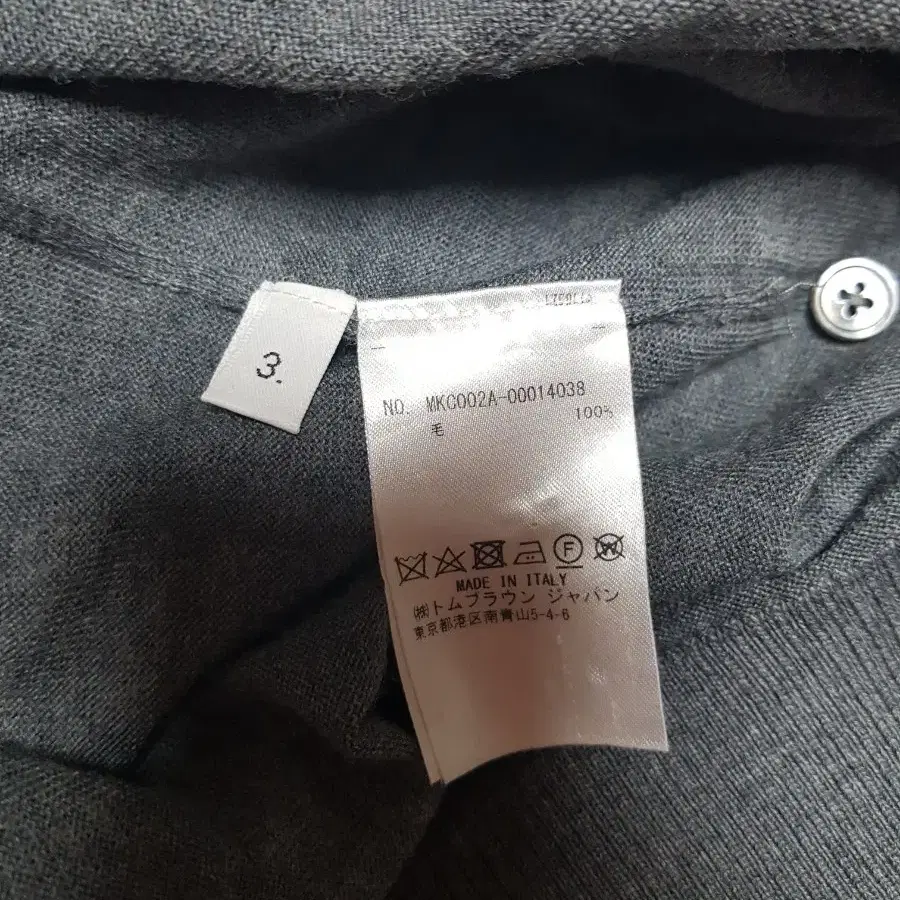 3.
NO. MKC002A-00014038
毛 100%
F W
MADE IN ITALY
㈱トムブラウン ジャパン
東京都港区南青山5-4-6